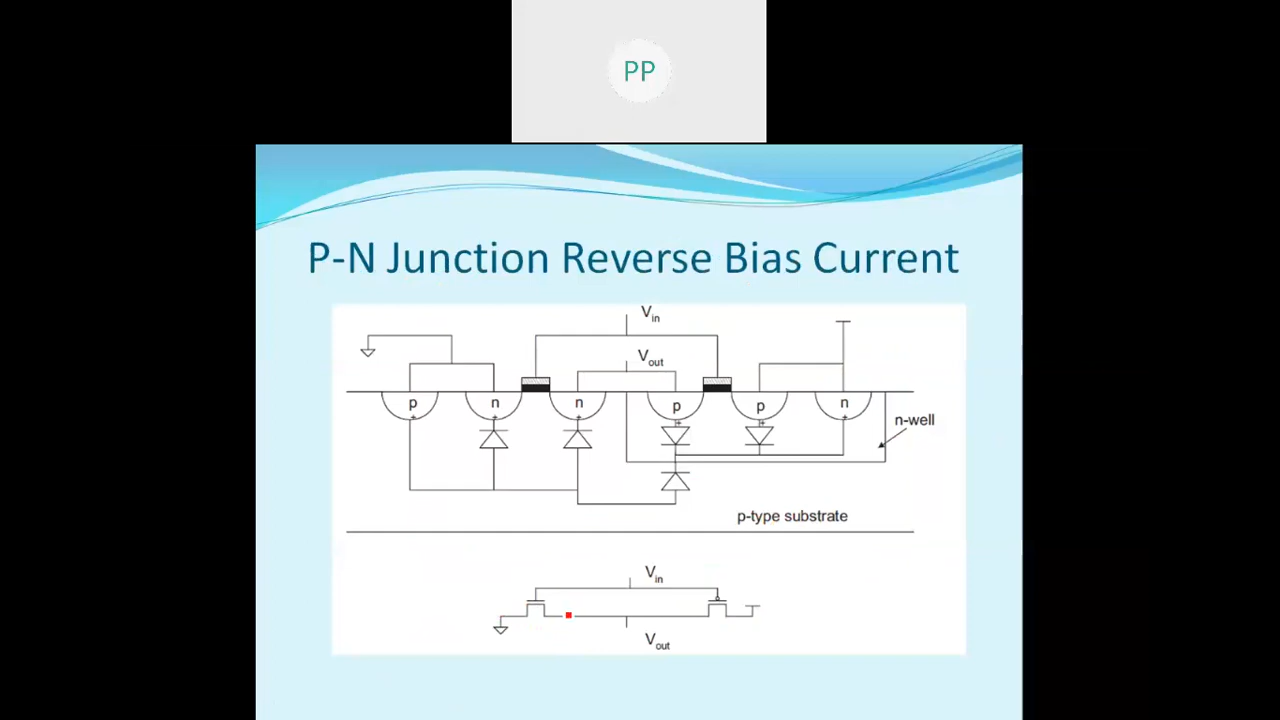 PP
P-N Junction Reverse Bias Current
Vin
Vout
p n n p p n
+ + + + + +
n-well
p-type substrate
Vin
Vout